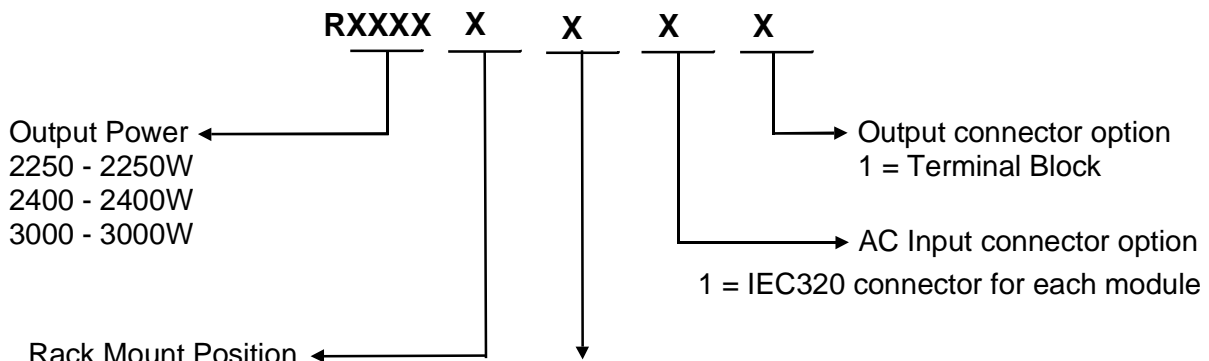 RXXXX X X X X
Output Power
2250 - 2250W
2400 - 2400W
3000 - 3000W
Output connector option
1 = Terminal Block
AC Input connector option
1 = IEC320 connector for each module
Rack Mount Position